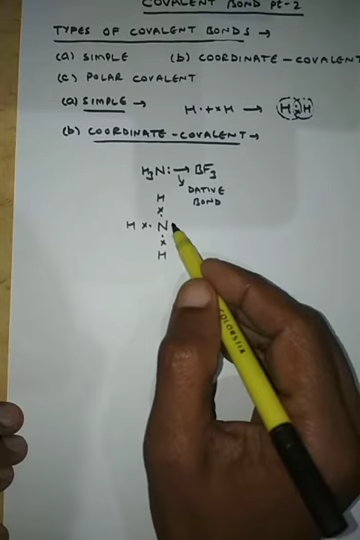 COVALENT BOND Pt-2
TYPES OF COVALENT BONDS →
(a) SIMPLE (b) COORDINATE-COVALENT
(c) POLAR COVALENT
(a) SIMPLE → H·+×H → H:H
(b) COORDINATE-COVALENT →
H₃N: → BF₃
DATIVE
BOND
H
×·
H ×· N
·×
H
COLORSTIX